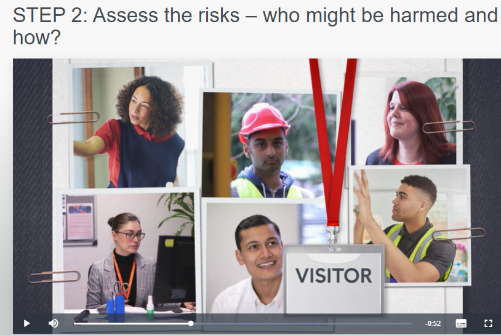 STEP 2: Assess the risks – who might be harmed and
how?
VISITOR
-0:52